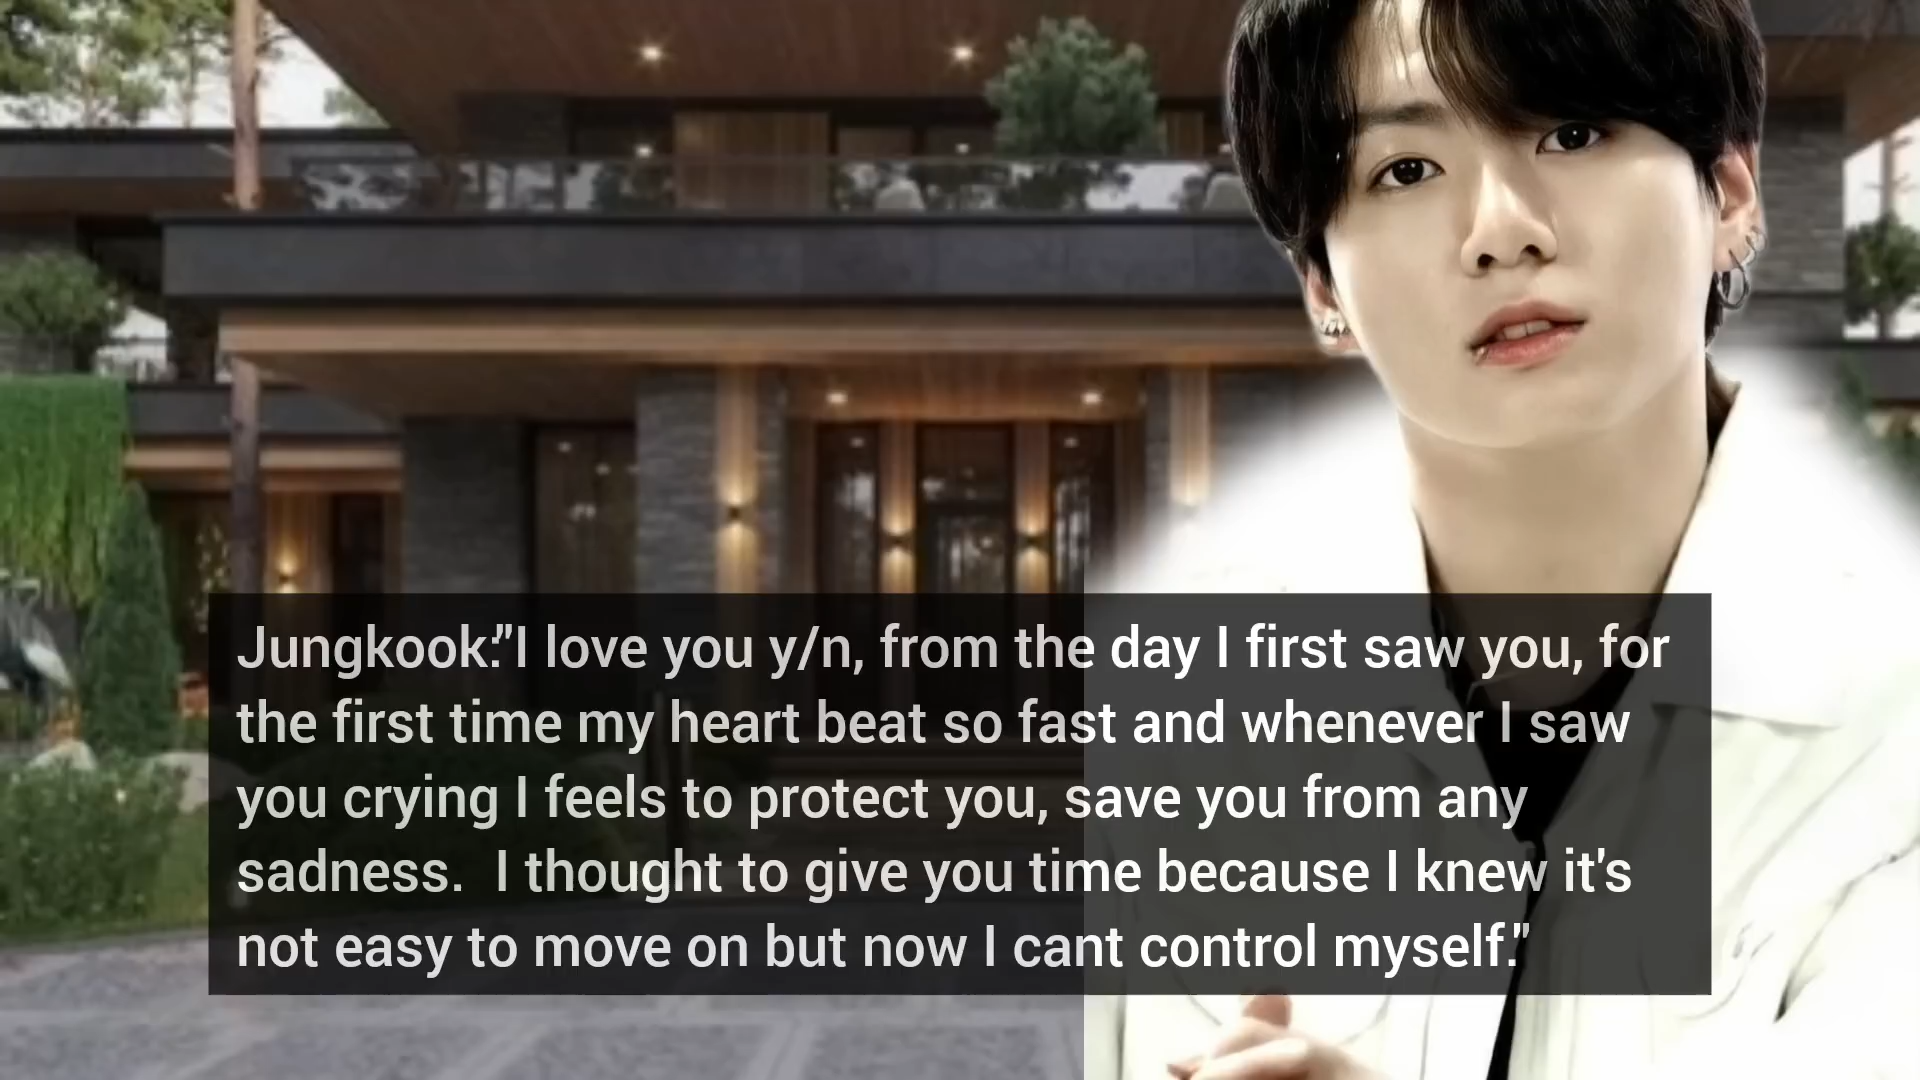 Jungkook:"I love you y/n, from the day I first saw you, for
the first time my heart beat so fast and whenever I saw
you crying I feels to protect you, save you from any
sadness.  I thought to give you time because I knew it's
not easy to move on but now I cant control myself."